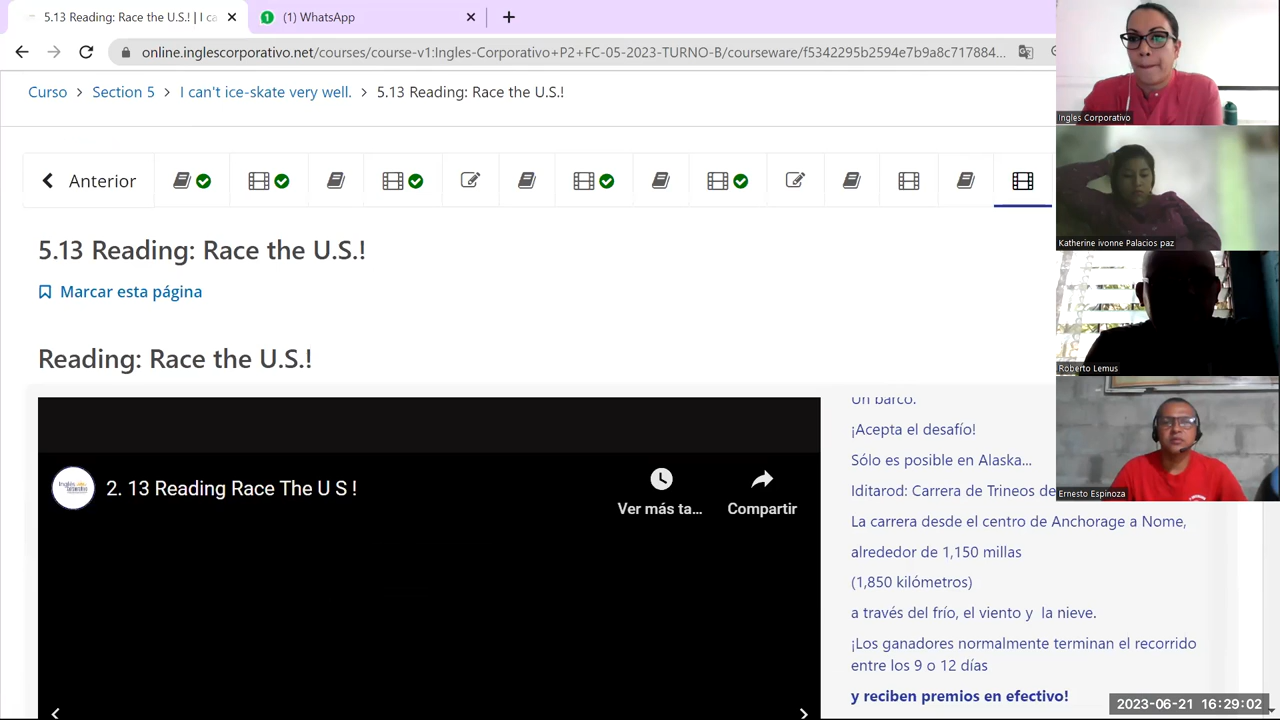 5.13 Reading: Race the U.S.! | I ca
(1) WhatsApp
online.inglescorporativo.net/courses/course-v1:Ingles-Corporativo+P2+FC-05-2023-TURNO-B/courseware/f5342293b2594e7b9a8c717884...
Curso > Section 5 > I can't ice-skate very well. > 5.13 Reading: Race the U.S.!
Anterior
5.13 Reading: Race the U.S.!
Marcar esta página
Reading: Race the U.S.!
2. 13 Reading Race The U S !
Ver más ta...
Compartir
Un barco.
¡Acepta el desafío!
Sólo es posible en Alaska...
Iditarod: Carrera de Trineos de
La carrera desde el centro de Anchorage a Nome,
alrededor de 1,150 millas
(1,850 kilómetros)
a través del frío, el viento y la nieve.
¡Los ganadores normalmente terminan el recorrido
entre los 9 o 12 días
y reciben premios en efectivo!
Ingles Corporativo
Katherine ivonne Palacios paz
Roberto Lemus
Ernesto Espinoza
2023-06-21 16:29:02